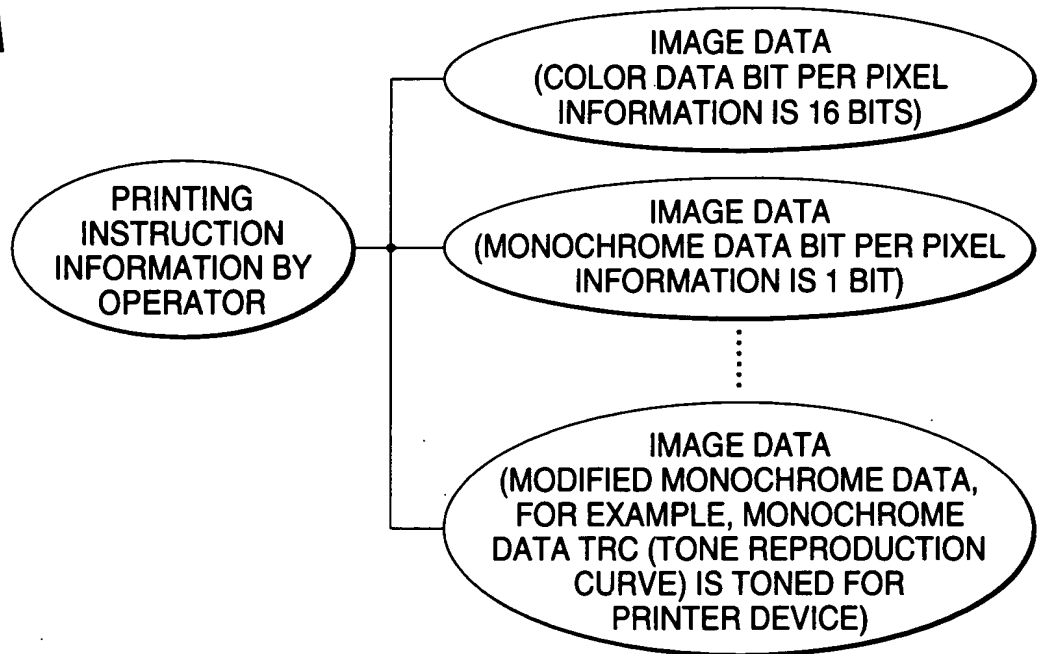 IMAGE DATA
(COLOR DATA BIT PER PIXEL
INFORMATION IS 16 BITS)
PRINTING
INSTRUCTION
INFORMATION BY
OPERATOR
IMAGE DATA
(MONOCHROME DATA BIT PER PIXEL
INFORMATION IS 1 BIT)
IMAGE DATA
(MODIFIED MONOCHROME DATA,
FOR EXAMPLE, MONOCHROME
DATA TRC (TONE REPRODUCTION
CURVE) IS TONED FOR
PRINTER DEVICE)